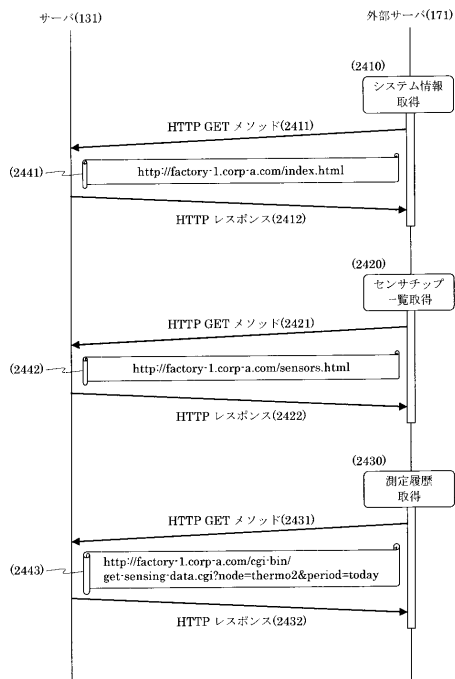 サーバ(131)
外部サーバ(171)
(2410)
システム情報
取得
HTTP GET メソッド(2411)
(2441)
http://factory-1.corp-a.com/index.html
HTTP レスポンス(2412)
(2420)
センサチップ
一覧取得
HTTP GET メソッド(2421)
(2442)
http://factory-1.corp-a.com/sensors.html
HTTP レスポンス(2422)
(2430)
測定履歴
取得
HTTP GET メソッド(2431)
(2443)
http://factory-1.corp-a.com/cgi-bin/
get-sensing-data.cgi?node=thermo2&period=today
HTTP レスポンス(2432)